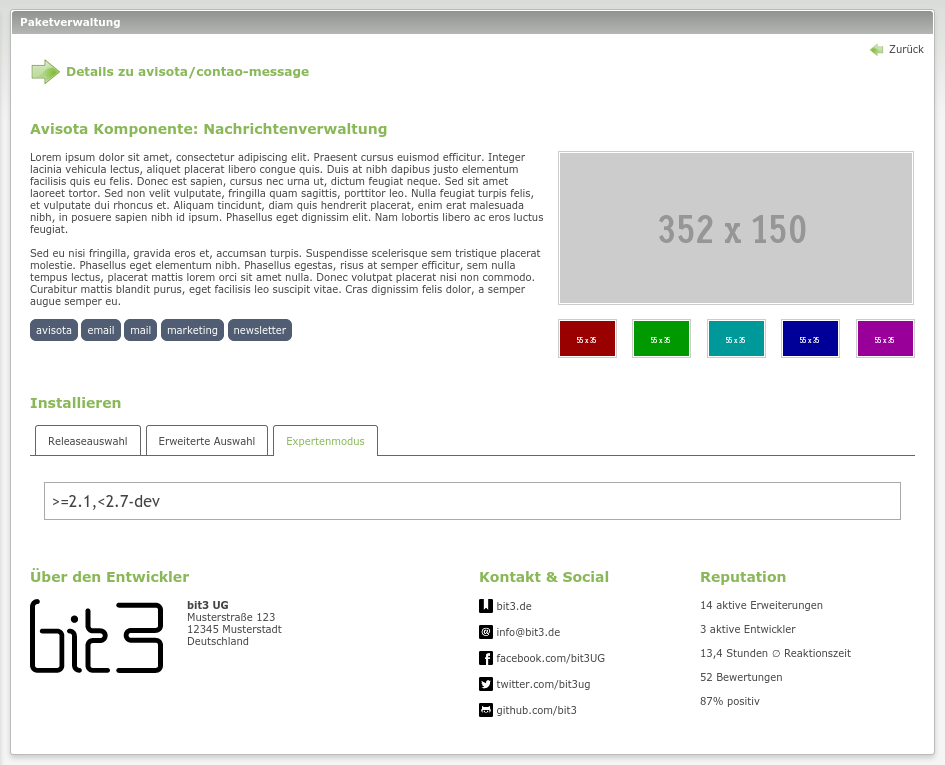 Paketverwaltung
Zurück
Details zu avisota/contao-message
Avisota Komponente: Nachrichtenverwaltung
Lorem ipsum dolor sit amet, consectetur adipiscing elit. Praesent cursus euismod efficitur. Integer
lacinia vehicula lectus, aliquet placerat libero congue quis. Duis at nibh dapibus justo elementum
facilisis quis eu felis. Donec est sapien, cursus nec urna ut, dictum feugiat neque. Sed sit amet
laoreet tortor. Sed non velit vulputate, fringilla quam sagittis, porttitor leo. Nulla feugiat turpis felis,
et vulputate dui rhoncus et. Aliquam tincidunt, diam quis hendrerit placerat, enim erat malesuada
nibh, in posuere sapien nibh id ipsum. Phasellus eget dignissim elit. Nam lobortis libero ac eros luctus
feugiat.
Sed eu nisi fringilla, gravida eros et, accumsan turpis. Suspendisse scelerisque sem tristique placerat
molestie. Phasellus eget elementum nibh. Phasellus egestas, risus at semper efficitur, sem nulla
tempus lectus, placerat mattis lorem orci sit amet nulla. Donec volutpat placerat nisi non commodo.
Curabitur mattis blandit purus, eget facilisis leo suscipit vitae. Cras dignissim felis dolor, a semper
augue semper eu.
avisota email mail marketing newsletter
352 x 150
55 x 35 55 x 35 55 x 35 55 x 35 55 x 35
Installieren
Releaseauswahl Erweiterte Auswahl Expertenmodus
>=2.1,<2.7-dev
Über den Entwickler
bit3
bit3 UG
Musterstraße 123
12345 Musterstadt
Deutschland
Kontakt & Social
bit3.de
info@bit3.de
facebook.com/bit3UG
twitter.com/bit3ug
github.com/bit3
Reputation
14 aktive Erweiterungen
3 aktive Entwickler
13,4 Stunden ∅ Reaktionszeit
52 Bewertungen
87% positiv